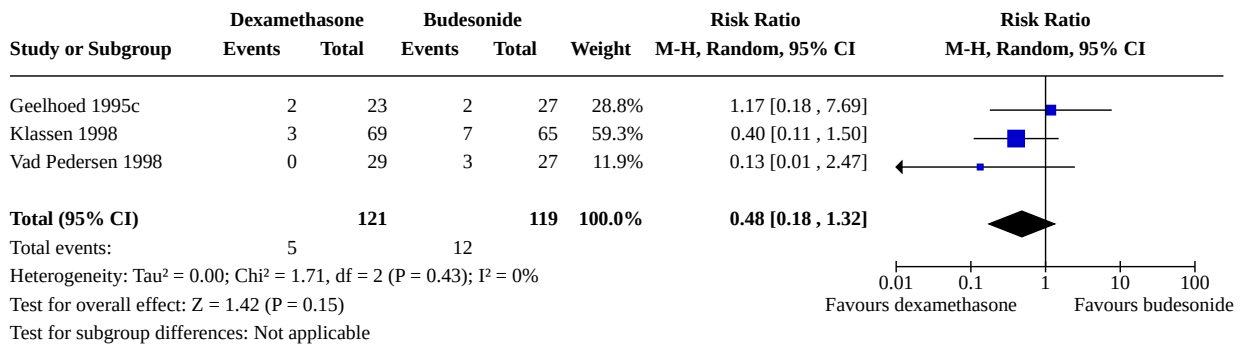 Dexamethasone Budesonide Risk Ratio Risk Ratio
Study or Subgroup Events Total Events Total Weight M-H, Random, 95% CI M-H, Random, 95% CI
Geelhoed 1995c 2 23 2 27 28.8% 1.17 [0.18 , 7.69]
Klassen 1998 3 69 7 65 59.3% 0.40 [0.11 , 1.50]
Vad Pedersen 1998 0 29 3 27 11.9% 0.13 [0.01 , 2.47]
Total (95% CI) 121 119 100.0% 0.48 [0.18 , 1.32]
Total events: 5 12
Heterogeneity: Tau² = 0.00; Chi² = 1.71, df = 2 (P = 0.43); I² = 0%
0.01 0.1 1 10 100
Test for overall effect: Z = 1.42 (P = 0.15)
Favours dexamethasone Favours budesonide
Test for subgroup differences: Not applicable